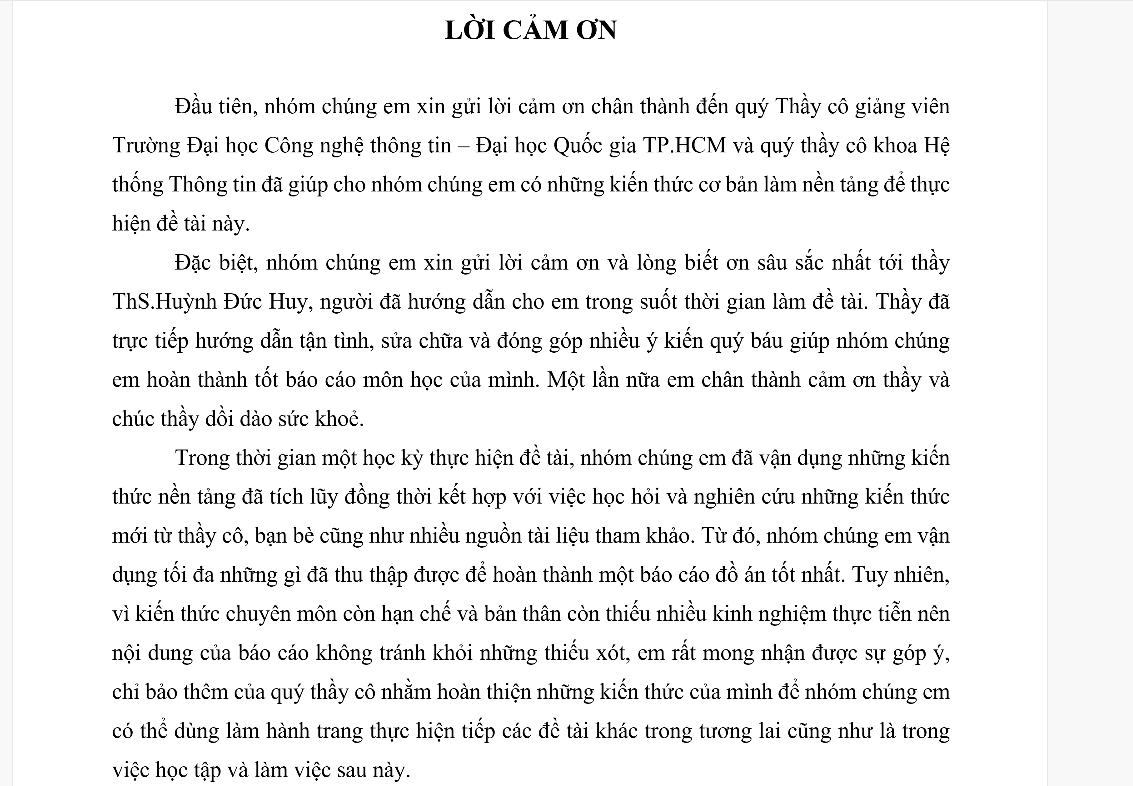 LỜI CẢM ƠN
Đầu tiên, nhóm chúng em xin gửi lời cảm ơn chân thành đến quý Thầy cô giảng viên
Trường Đại học Công nghệ thông tin – Đại học Quốc gia TP.HCM và quý thầy cô khoa Hệ
thống Thông tin đã giúp cho nhóm chúng em có những kiến thức cơ bản làm nền tảng để thực
hiện đề tài này.
Đặc biệt, nhóm chúng em xin gửi lời cảm ơn và lòng biết ơn sâu sắc nhất tới thầy
ThS.Huỳnh Đức Huy, người đã hướng dẫn cho em trong suốt thời gian làm đề tài. Thầy đã
trực tiếp hướng dẫn tận tình, sửa chữa và đóng góp nhiều ý kiến quý báu giúp nhóm chúng
em hoàn thành tốt báo cáo môn học của mình. Một lần nữa em chân thành cảm ơn thầy và
chúc thầy dồi dào sức khoẻ.
Trong thời gian một học kỳ thực hiện đề tài, nhóm chúng em đã vận dụng những kiến
thức nền tảng đã tích lũy đồng thời kết hợp với việc học hỏi và nghiên cứu những kiến thức
mới từ thầy cô, bạn bè cũng như nhiều nguồn tài liệu tham khảo. Từ đó, nhóm chúng em vận
dụng tối đa những gì đã thu thập được để hoàn thành một báo cáo đồ án tốt nhất. Tuy nhiên,
vì kiến thức chuyên môn còn hạn chế và bản thân còn thiếu nhiều kinh nghiệm thực tiễn nên
nội dung của báo cáo không tránh khỏi những thiếu xót, em rất mong nhận được sự góp ý,
chỉ bảo thêm của quý thầy cô nhằm hoàn thiện những kiến thức của mình để nhóm chúng em
có thể dùng làm hành trang thực hiện tiếp các đề tài khác trong tương lai cũng như là trong
việc học tập và làm việc sau này.